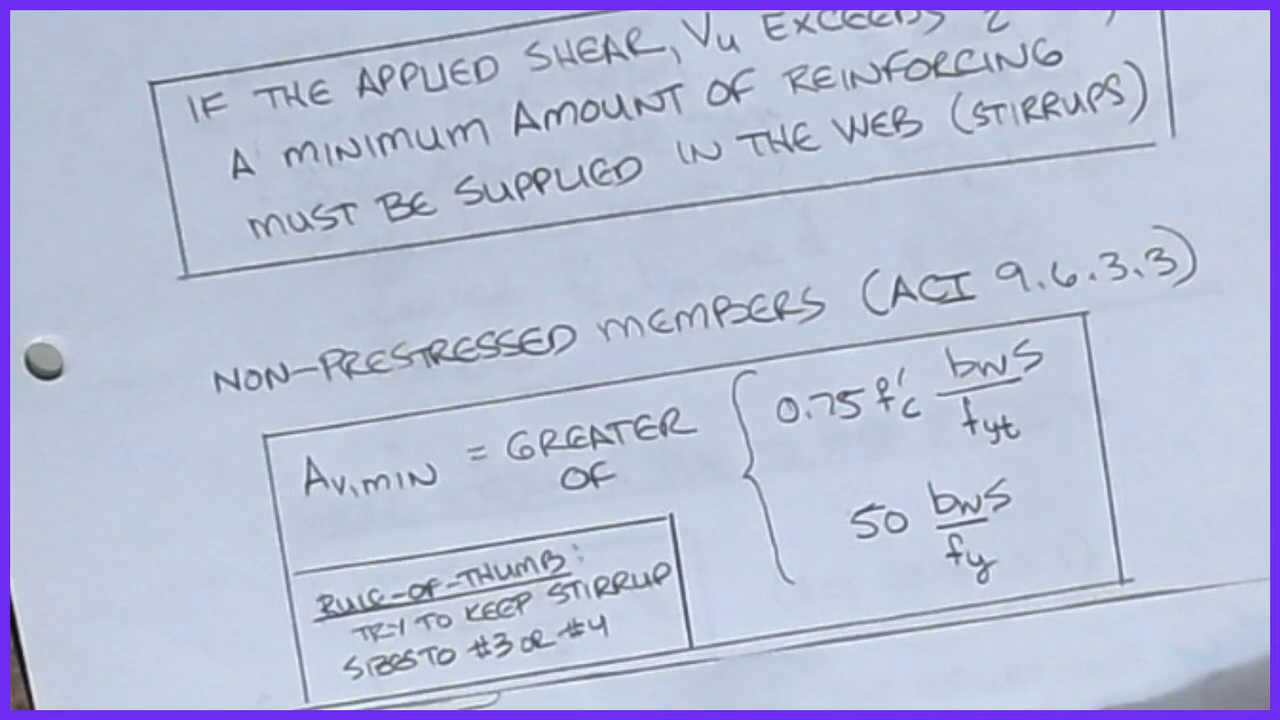 IF THE APPLIED SHEAR, Vu EXCEEDS
A MINIMUM AMOUNT OF REINFORCING
MUST BE SUPPLIED IN THE WEB (STIRRUPS)
NON-PRESTRESSED MEMBERS (ACI 9.6.3.3)
Av,MIN = GREATER OF
0.75 f'c bws/fyt
50 bws/fy
RULE-OF-THUMB:
TRY TO KEEP STIRRUP
SIZES TO #3 OR #4